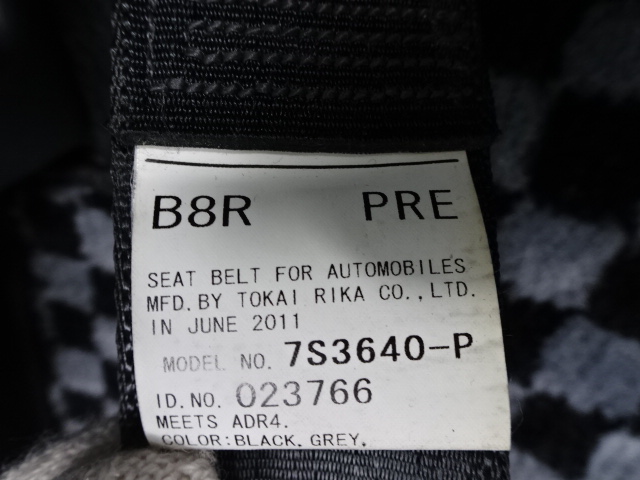 B8R PRE
SEAT BELT FOR AUTOMOBILES
MFD.BY TOKAI RIKA CO.,LTD.
IN JUNE 2011
MODEL NO. 7S3640-P
ID.NO. 023766
MEETS ADR4.
COLOR:BLACK,GREY,